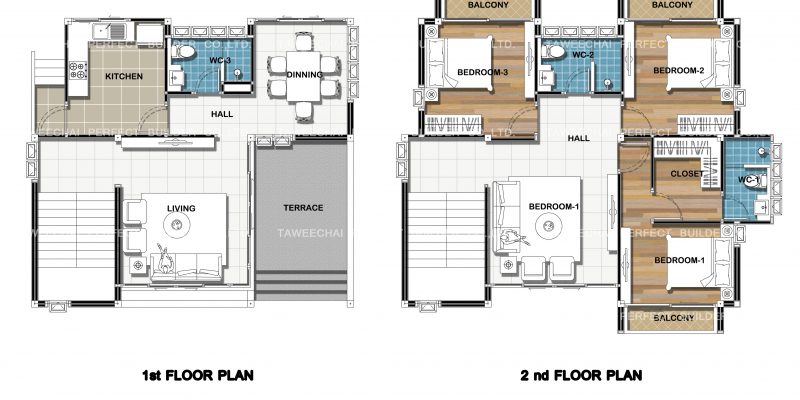 BALCONY
BALCONY
KITCHEN
WC-3
DINNING
HALL
LIVING
TERRACE
TAWEECHAI PERFECT BUILDER CO.,LTD.
BEDROOM-3
WC-2
BEDROOM-2
HALL
CLOSET
WC-1
BEDROOM-1
BEDROOM-1
BALCONY
1st FLOOR PLAN
2 nd FLOOR PLAN